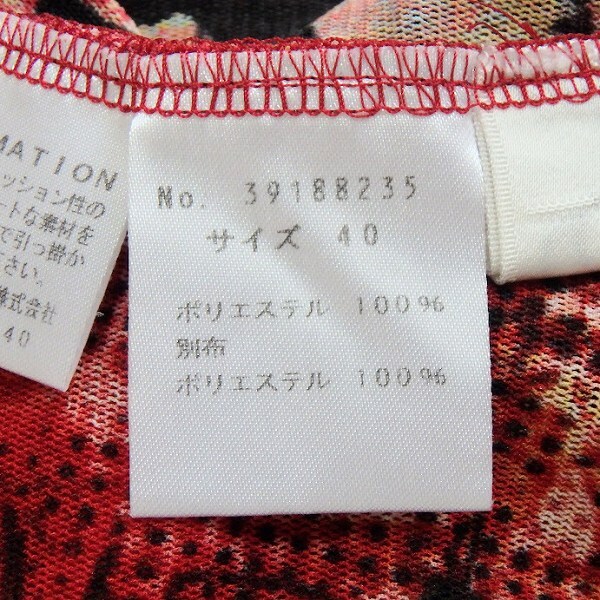 MATION
ッション性の
ートな素材を
で引っ掛か
さい。
株式会社
40
No. 39188235
サイズ 40
ポリエステル 100%
別布
ポリエステル 100%